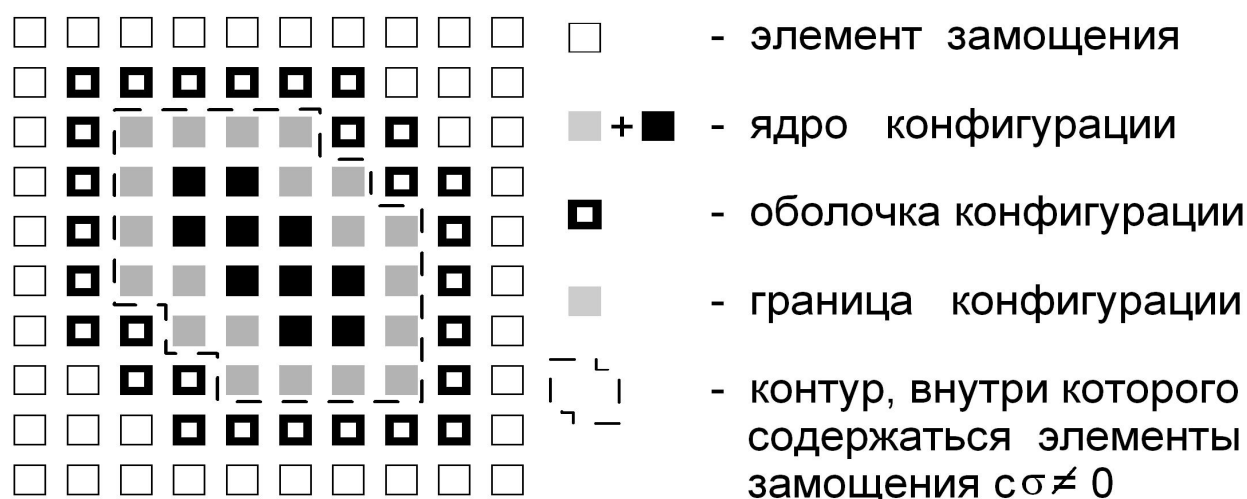 - элемент замощения
+ - ядро конфигурации
- оболочка конфигурации
- граница конфигурации
- контур, внутри которого
содержаться элементы
замощения с σ ≠ 0